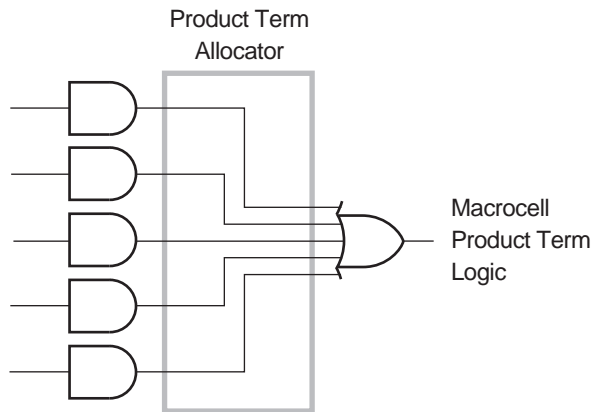 Product Term
Allocator
Macrocell
Product Term
Logic